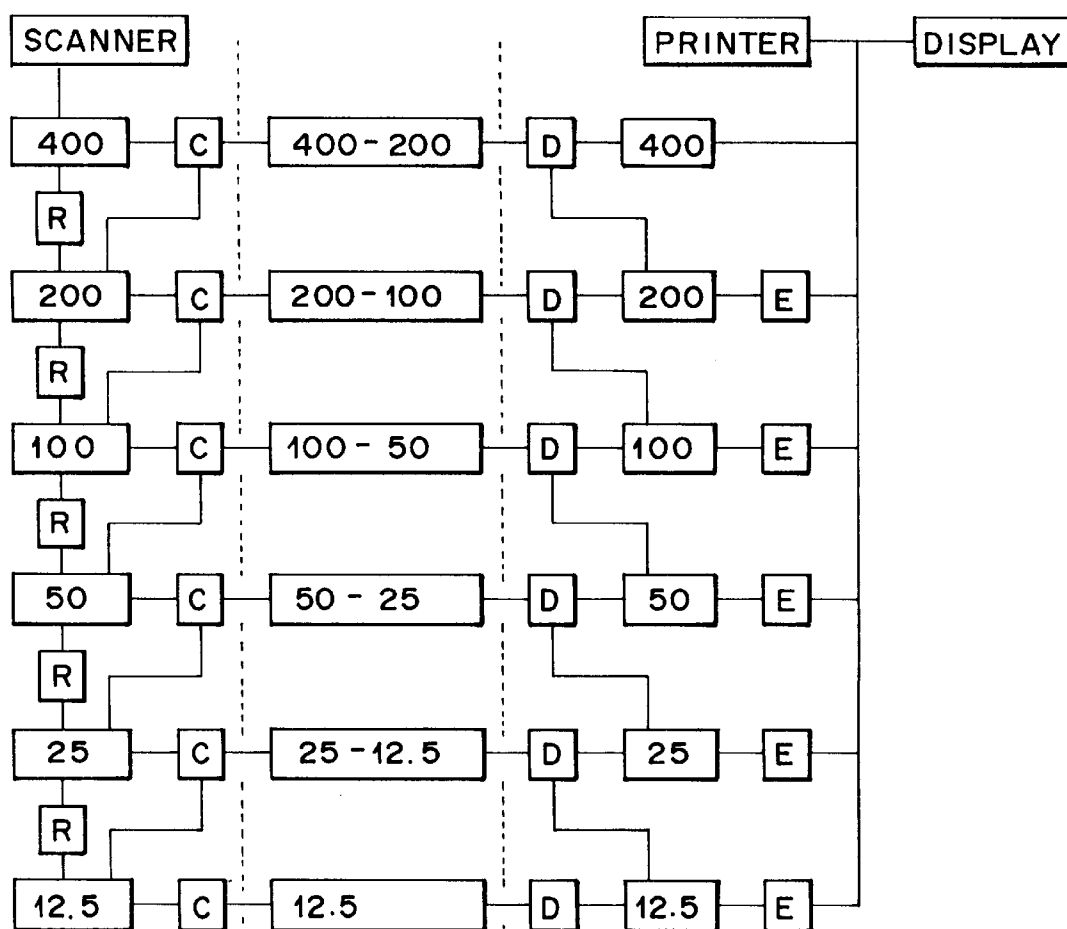 SCANNER PRINTER DISPLAY
400 C 400-200 D 400
R
200 C 200-100 D 200 E
R
100 C 100-50 D 100 E
R
50 C 50-25 D 50 E
R
25 C 25-12.5 D 25 E
R
12.5 C 12.5 D 12.5 E